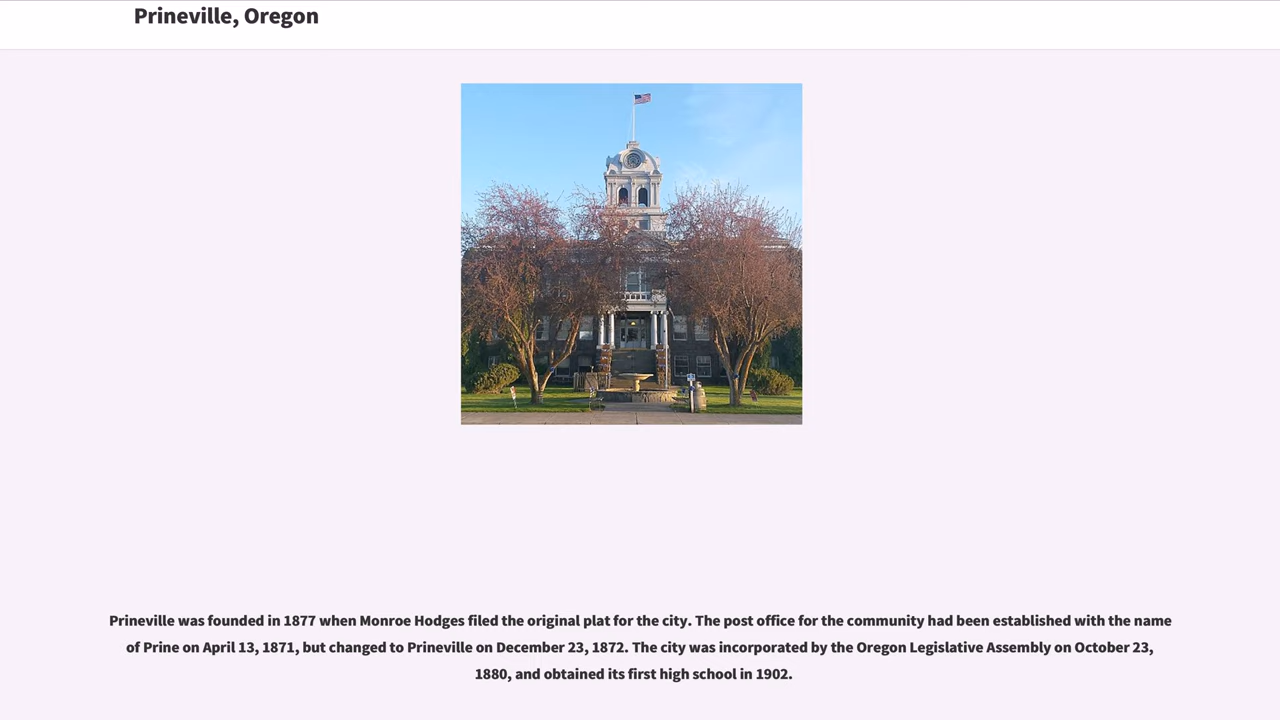 Prineville, Oregon
Prineville was founded in 1877 when Monroe Hodges filed the original plat for the city. The post office for the community had been established with the name
of Prine on April 13, 1871, but changed to Prineville on December 23, 1872. The city was incorporated by the Oregon Legislative Assembly on October 23,
1880, and obtained its first high school in 1902.